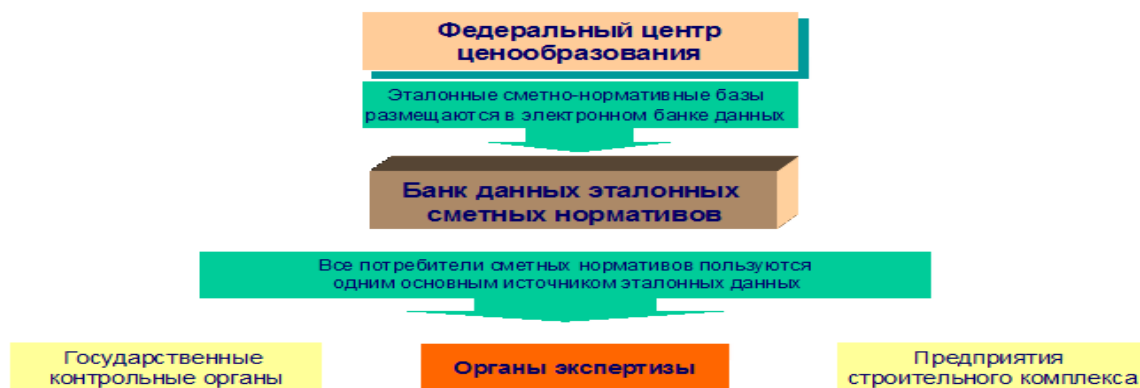 Федеральный центр
ценообразования
Эталонные сметно-нормативные базы
размещаются в электронном банке данных
Банк данных эталонных
сметных нормативов
Все потребители сметных нормативов пользуются
одним основным источником эталонных данных
Государственные
контрольные органы
Органы экспертизы
Предприятия
строительного комплекса